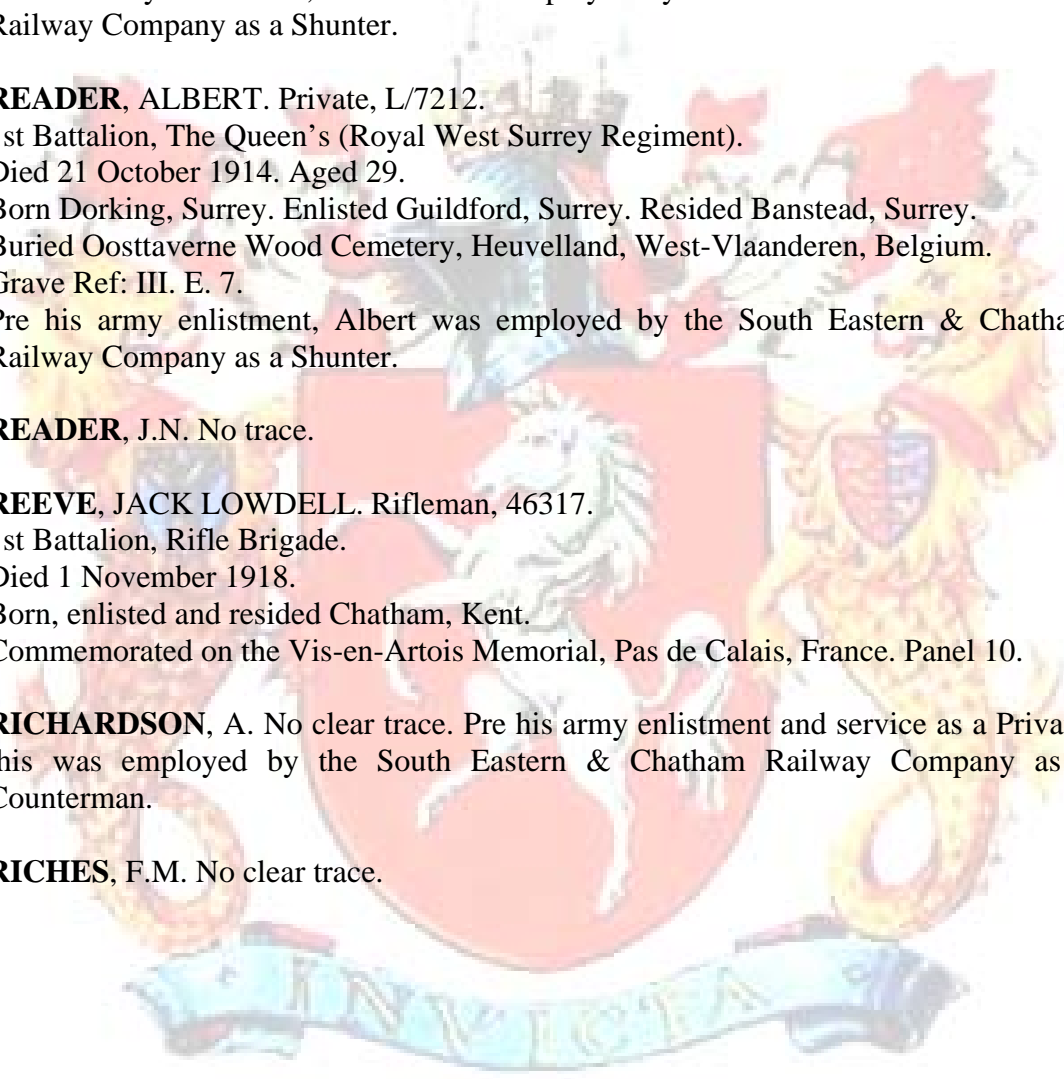 Railway Company as a Shunter.
READER, ALBERT. Private, L/7212.
st Battalion, The Queen’s (Royal West Surrey Regiment).
Died 21 October 1914. Aged 29.
Born Dorking, Surrey. Enlisted Guildford, Surrey. Resided Banstead, Surrey.
Buried Oosttaverne Wood Cemetery, Heuvelland, West-Vlaanderen, Belgium.
Grave Ref: III. E. 7.
Pre his army enlistment, Albert was employed by the South Eastern & Chatha
Railway Company as a Shunter.
READER, J.N. No trace.
REEVE, JACK LOWDELL. Rifleman, 46317.
st Battalion, Rifle Brigade.
Died 1 November 1918.
Born, enlisted and resided Chatham, Kent.
Commemorated on the Vis-en-Artois Memorial, Pas de Calais, France. Panel 10.
RICHARDSON, A. No clear trace. Pre his army enlistment and service as a Priva
this was employed by the South Eastern & Chatham Railway Company as
Counterman.
RICHES, F.M. No clear trace.
INVICTA